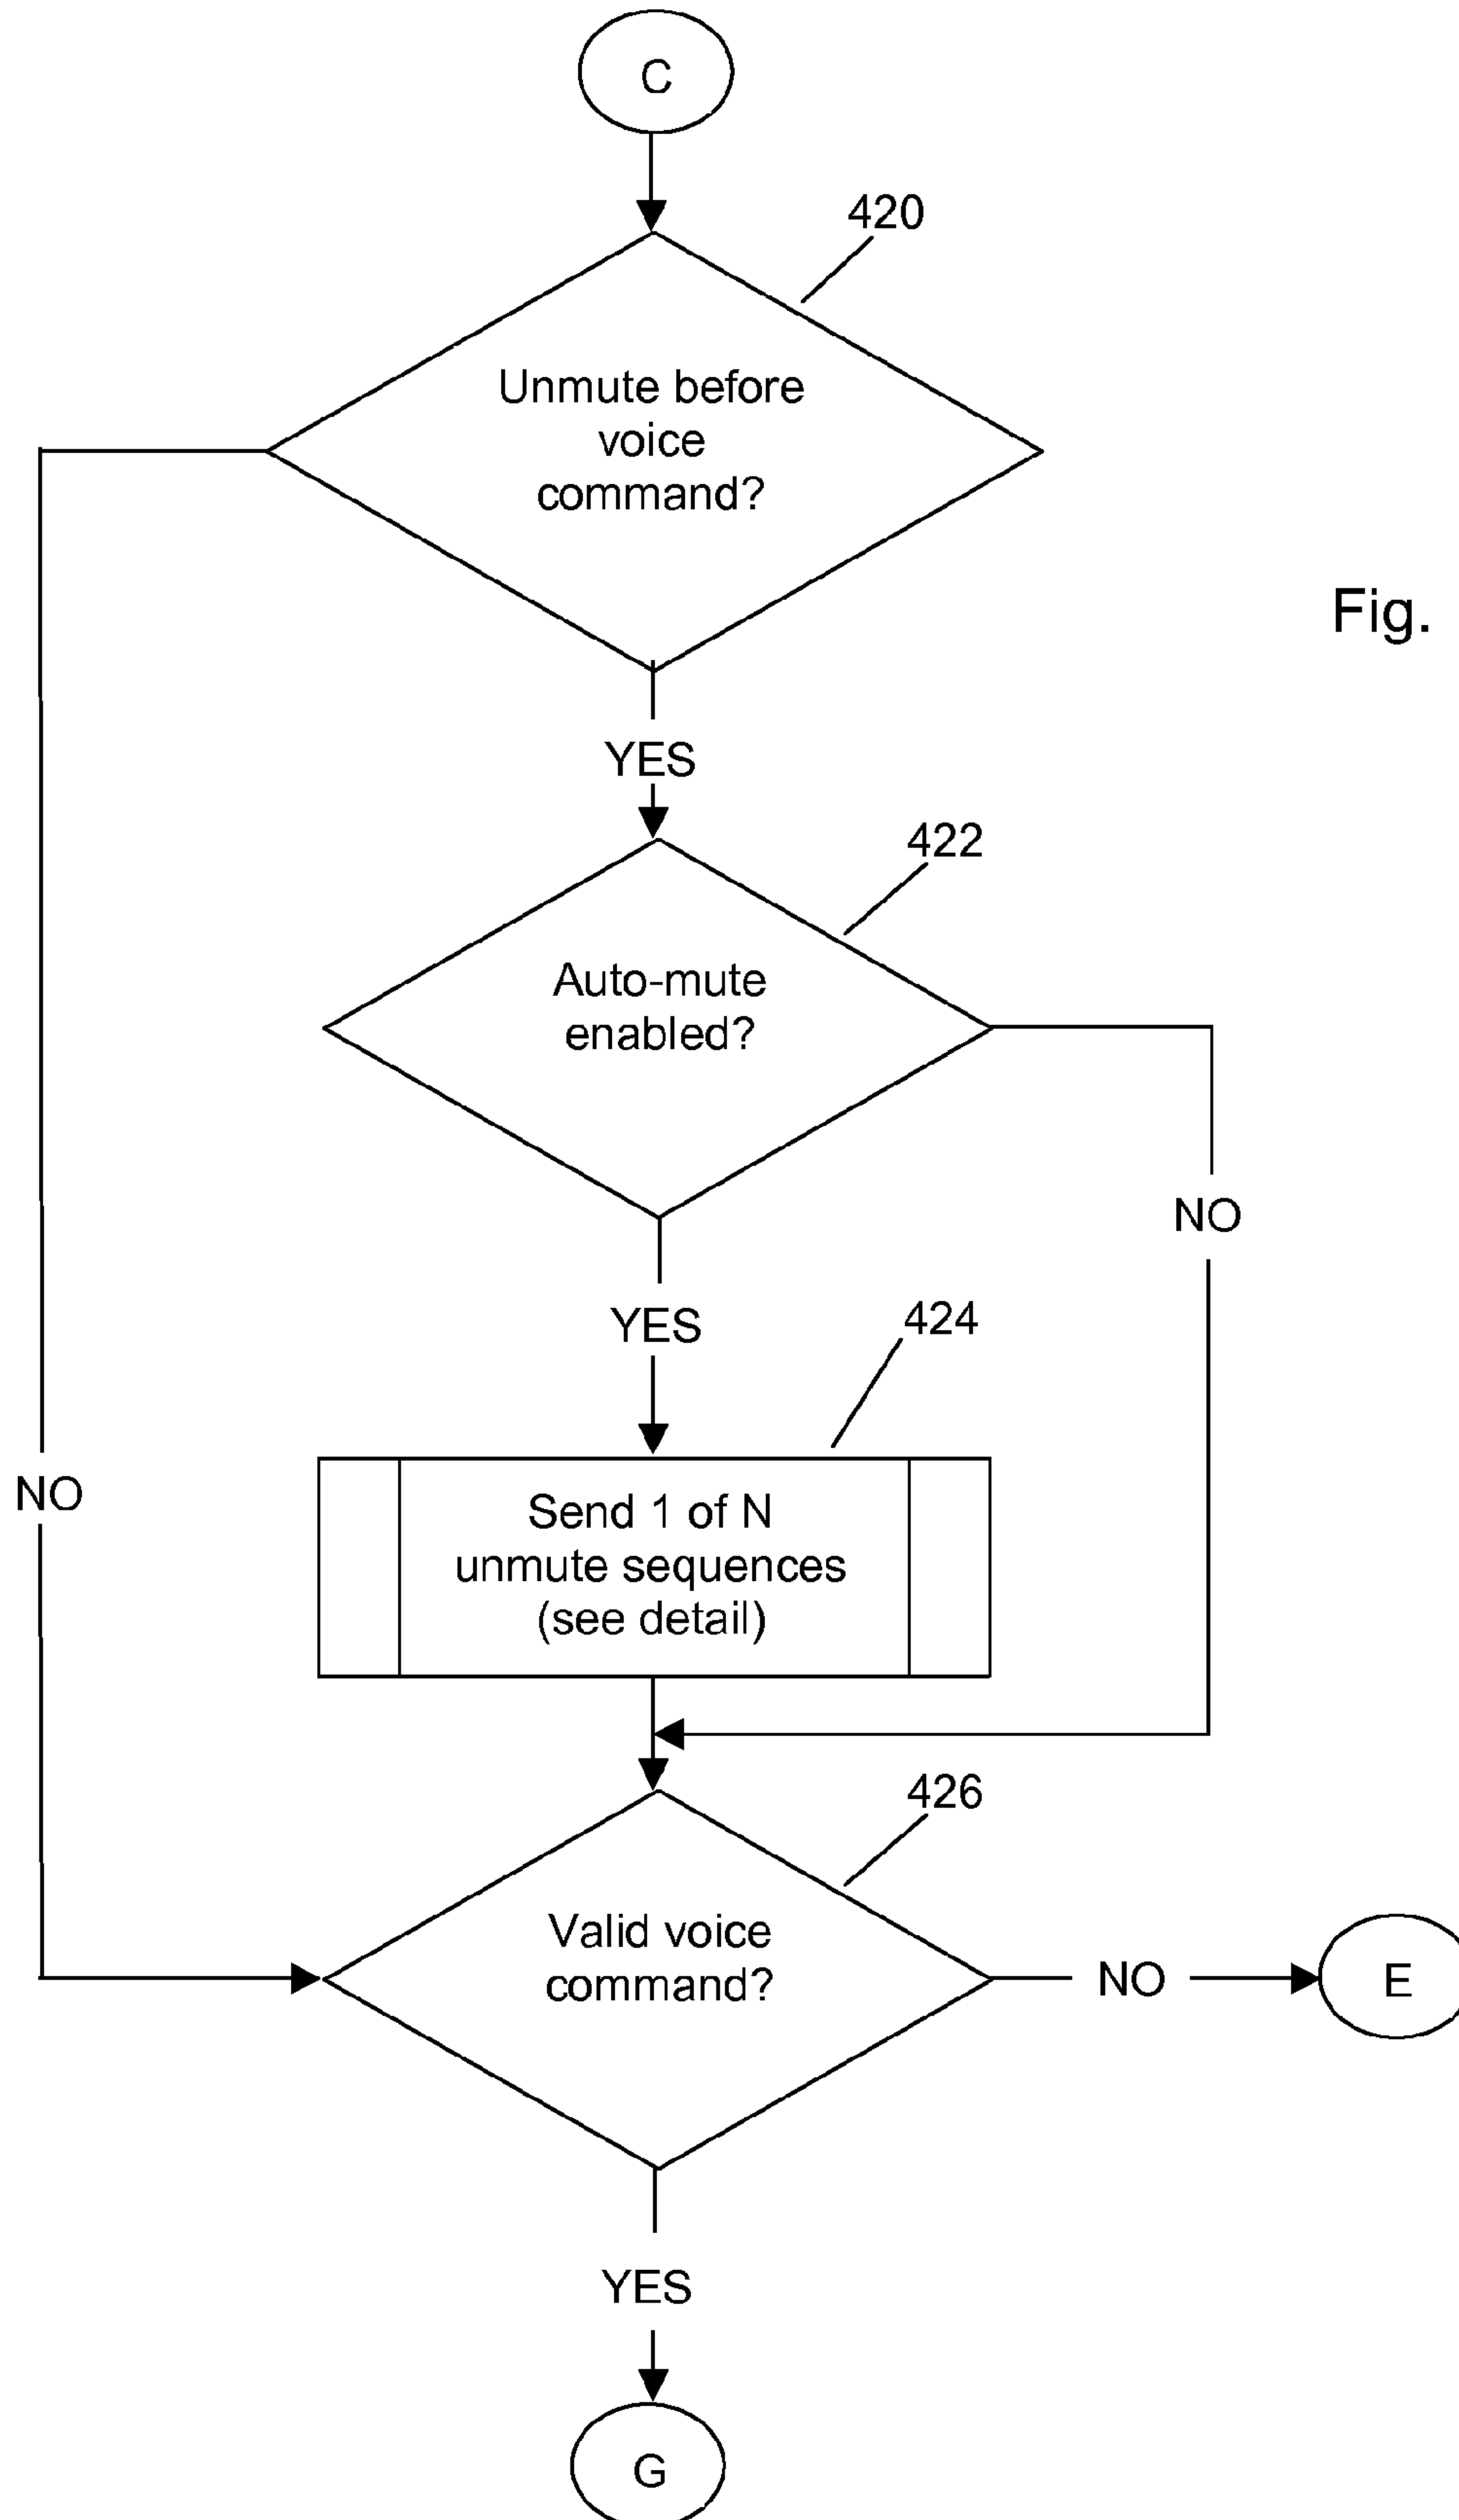 C
420
Unmute before
voice
command?
Fig.
YES
422
Auto-mute
enabled?
NO
YES
424
NO
Send 1 of N
unmute sequences
(see detail)
426
Valid voice
command?
NO
E
YES
G